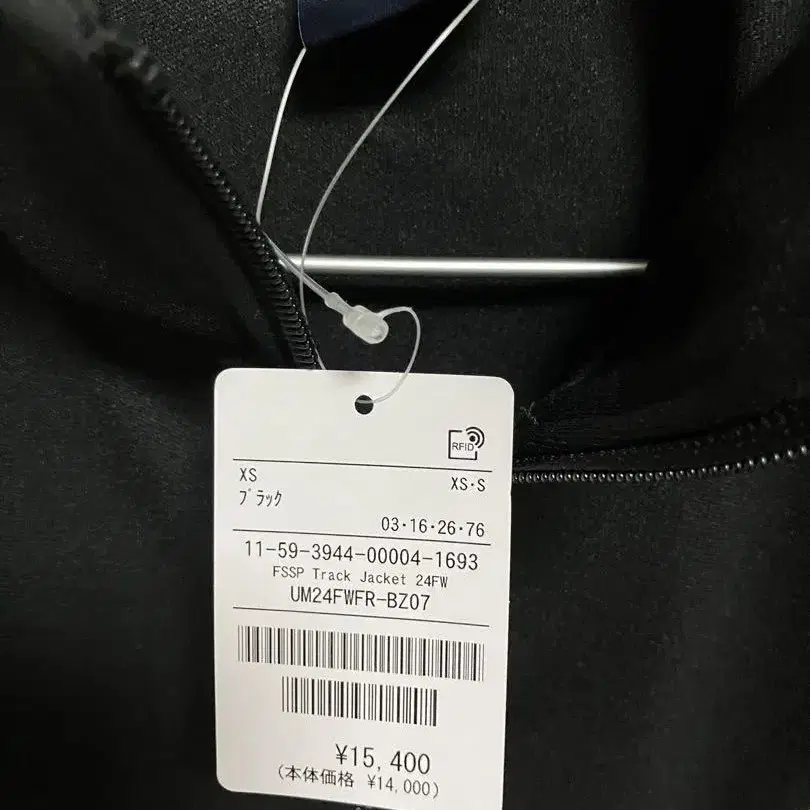 RFID
XS XS・S
ブラック
03・16・26・76
11-59-3944-00004-1693
FSSP Track Jacket 24FW
UM24FWFR-BZ07
¥15,400
(本体価格 ¥14,000)